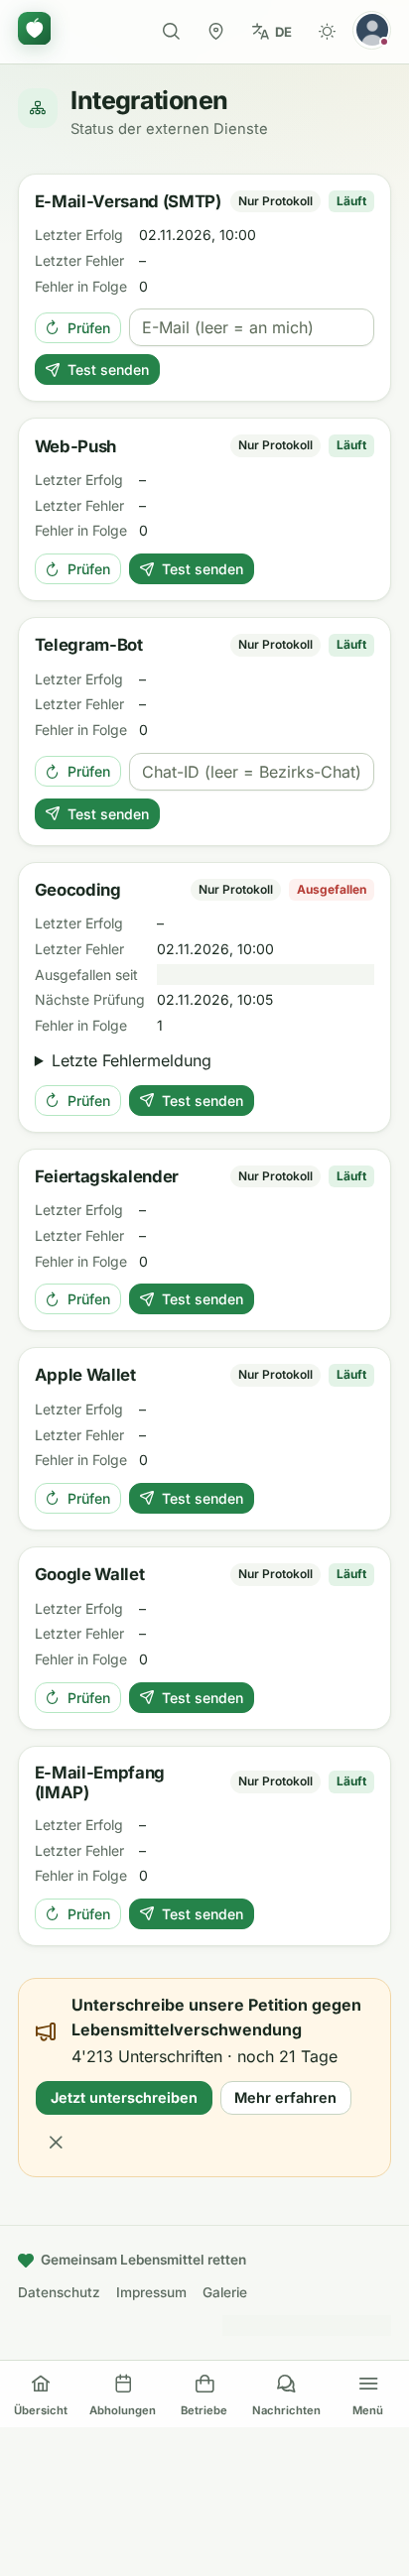 DE
Integrationen
Status der externen Dienste
E-Mail-Versand (SMTP) Nur Protokoll Läuft
Letzter Erfolg 02.11.2026, 10:00
Letzter Fehler –
Fehler in Folge 0
Prüfen E-Mail (leer = an mich)
Test senden
Web-Push Nur Protokoll Läuft
Letzter Erfolg –
Letzter Fehler –
Fehler in Folge 0
Prüfen Test senden
Telegram-Bot Nur Protokoll Läuft
Letzter Erfolg –
Letzter Fehler –
Fehler in Folge 0
Prüfen Chat-ID (leer = Bezirks-Chat)
Test senden
Geocoding Nur Protokoll Ausgefallen
Letzter Erfolg –
Letzter Fehler 02.11.2026, 10:00
Ausgefallen seit
Nächste Prüfung 02.11.2026, 10:05
Fehler in Folge 1
Letzte Fehlermeldung
Prüfen Test senden
Feiertagskalender Nur Protokoll Läuft
Letzter Erfolg –
Letzter Fehler –
Fehler in Folge 0
Prüfen Test senden
Apple Wallet Nur Protokoll Läuft
Letzter Erfolg –
Letzter Fehler –
Fehler in Folge 0
Prüfen Test senden
Google Wallet Nur Protokoll Läuft
Letzter Erfolg –
Letzter Fehler –
Fehler in Folge 0
Prüfen Test senden
E-Mail-Empfang
(IMAP) Nur Protokoll Läuft
Letzter Erfolg –
Letzter Fehler –
Fehler in Folge 0
Prüfen Test senden
Unterschreibe unsere Petition gegen
Lebensmittelverschwendung
4'213 Unterschriften · noch 21 Tage
Jetzt unterschreiben Mehr erfahren
Gemeinsam Lebensmittel retten
Datenschutz Impressum Galerie
Übersicht Abholungen Betriebe Nachrichten Menü